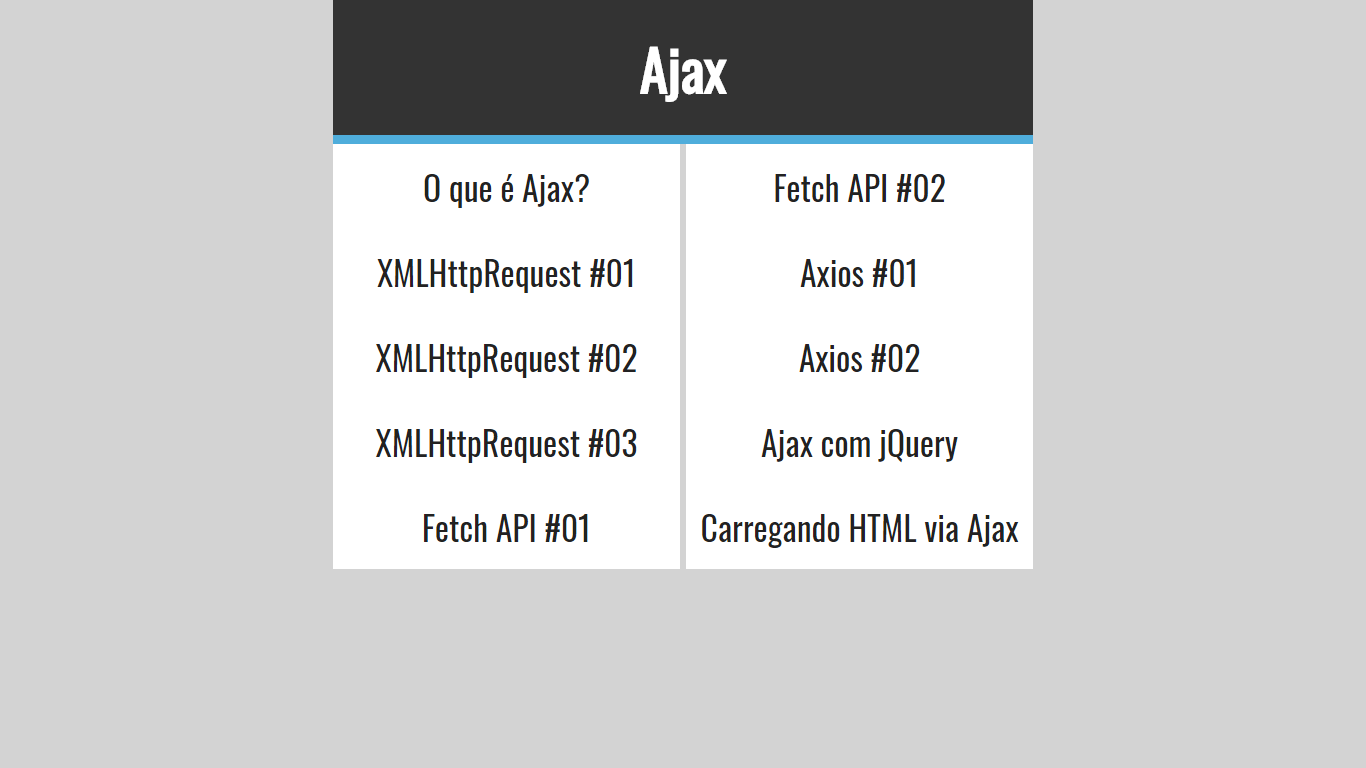 Ajax
O que é Ajax?
XMLHttpRequest #01
XMLHttpRequest #02
XMLHttpRequest #03
Fetch API #01
Fetch API #02
Axios #01
Axios #02
Ajax com jQuery
Carregando HTML via Ajax